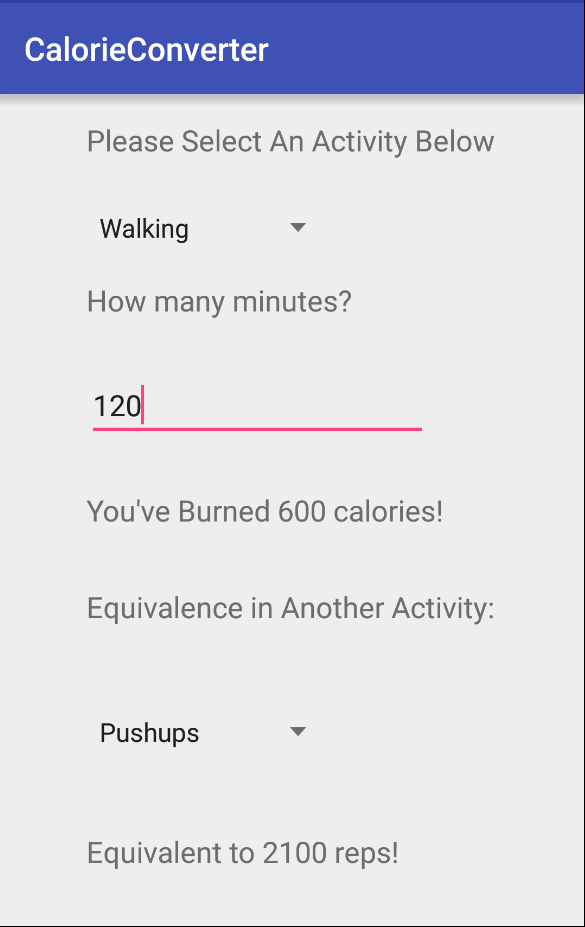 CalorieConverter
Please Select An Activity Below
Walking
How many minutes?
120
You've Burned 600 calories!
Equivalence in Another Activity:
Pushups
Equivalent to 2100 reps!